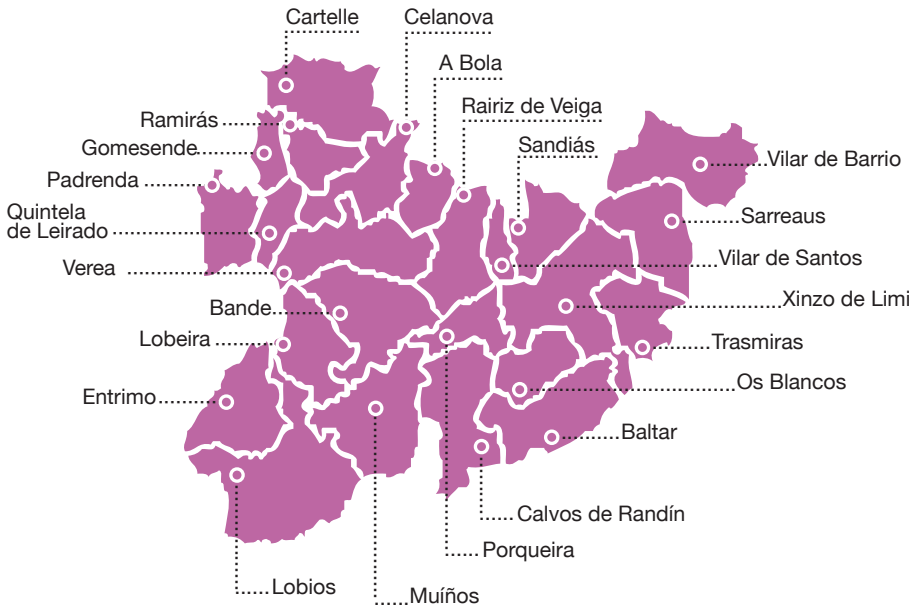 Cartelle
Celanova
A Bola
Ramirás
Rairiz de Veiga
Gomesende
Sandiás
Vilar de Barrio
Padrenda
Quintela
de Leirado
Sarreaus
Verea
Vilar de Santos
Bande
Xinzo de Limi
Lobeira
Trasmiras
Entrimo
Os Blancos
Baltar
Calvos de Randín
Porqueira
Lobios
Muíños